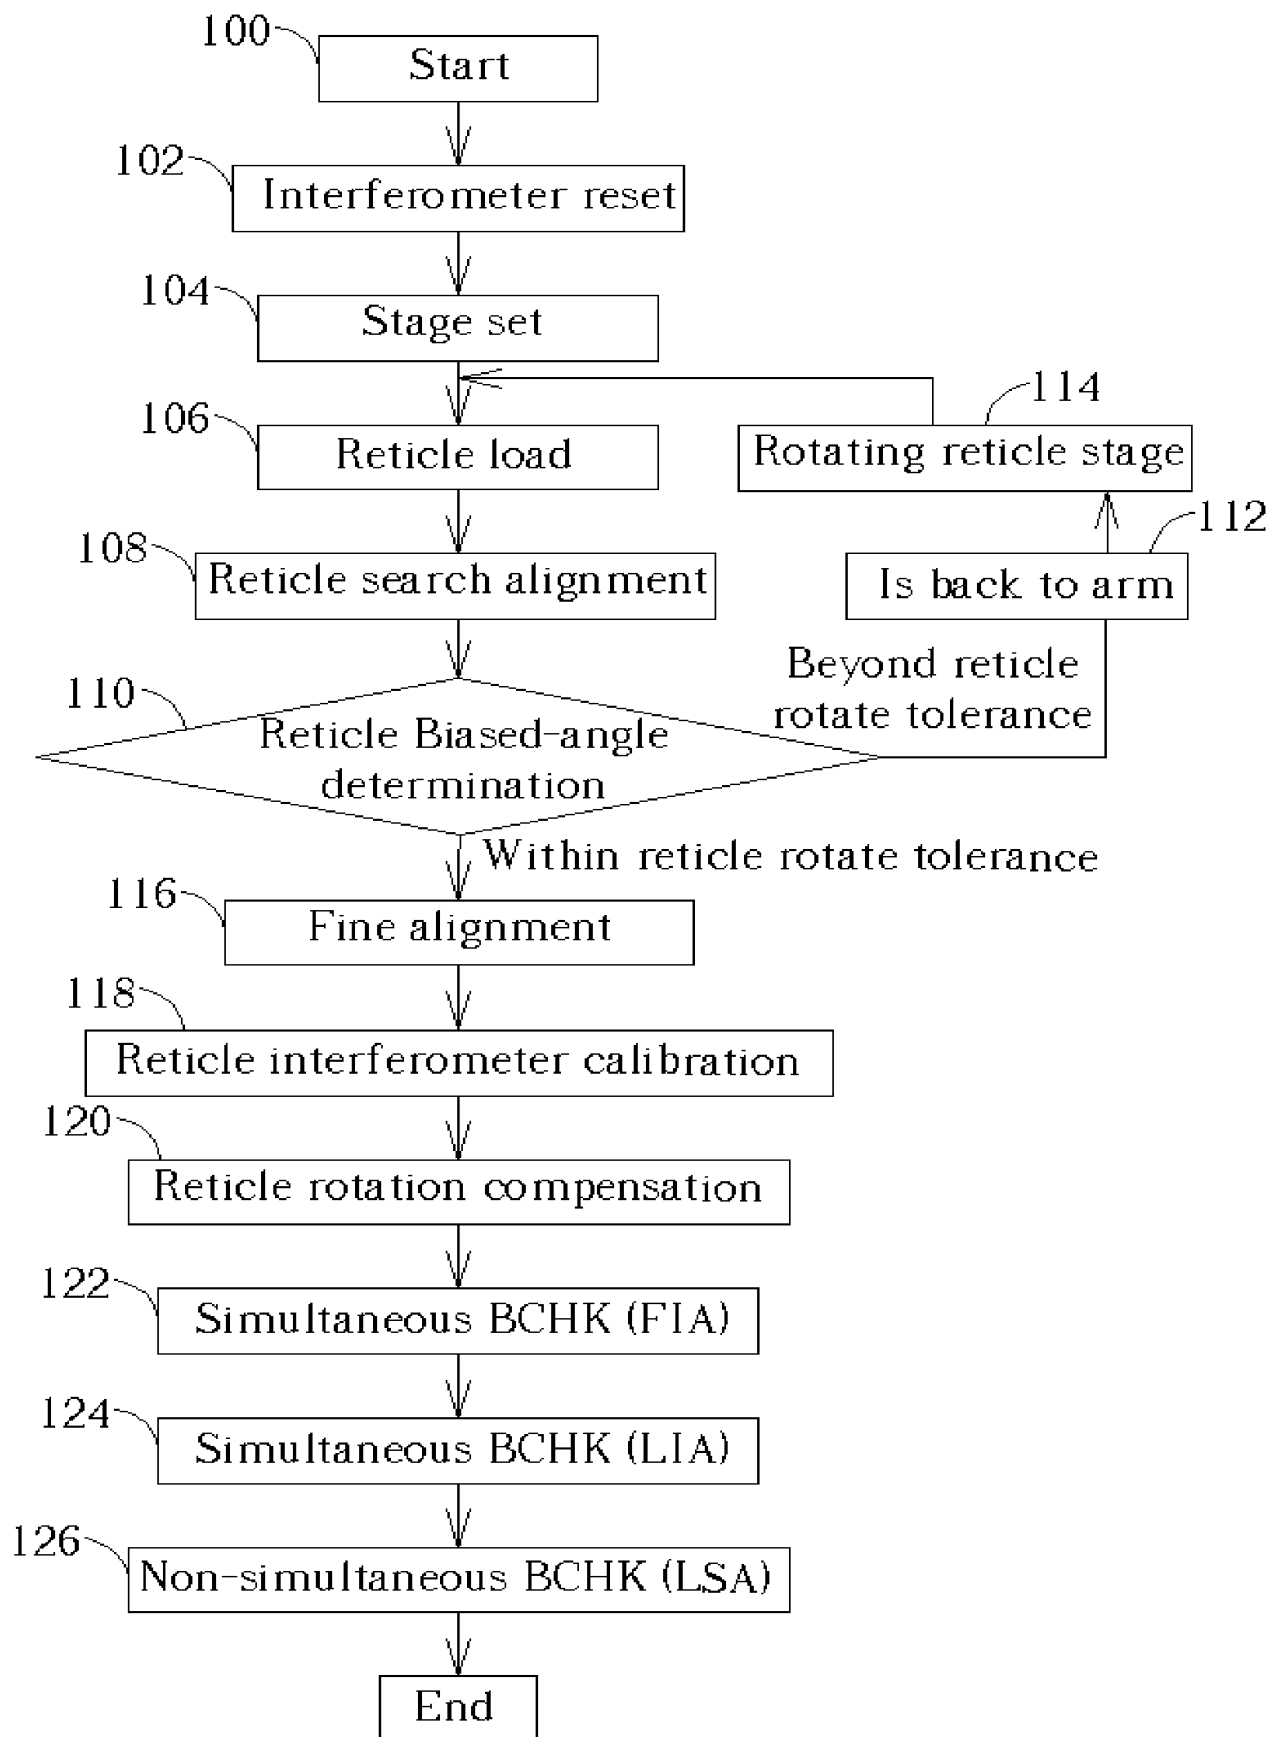 100
Start
102
Interferometer reset
104
Stage set
106
Reticle load
114
Rotating reticle stage
108
Reticle search alignment
112
Is back to arm
Beyond reticle
rotate tolerance
110
Reticle Biased-angle
determination
Within reticle rotate tolerance
116
Fine alignment
118
Reticle interferometer calibration
120
Reticle rotation compensation
122
Simultaneous BCHK (FIA)
124
Simultaneous BCHK (LIA)
126
Non-simultaneous BCHK (LSA)
End